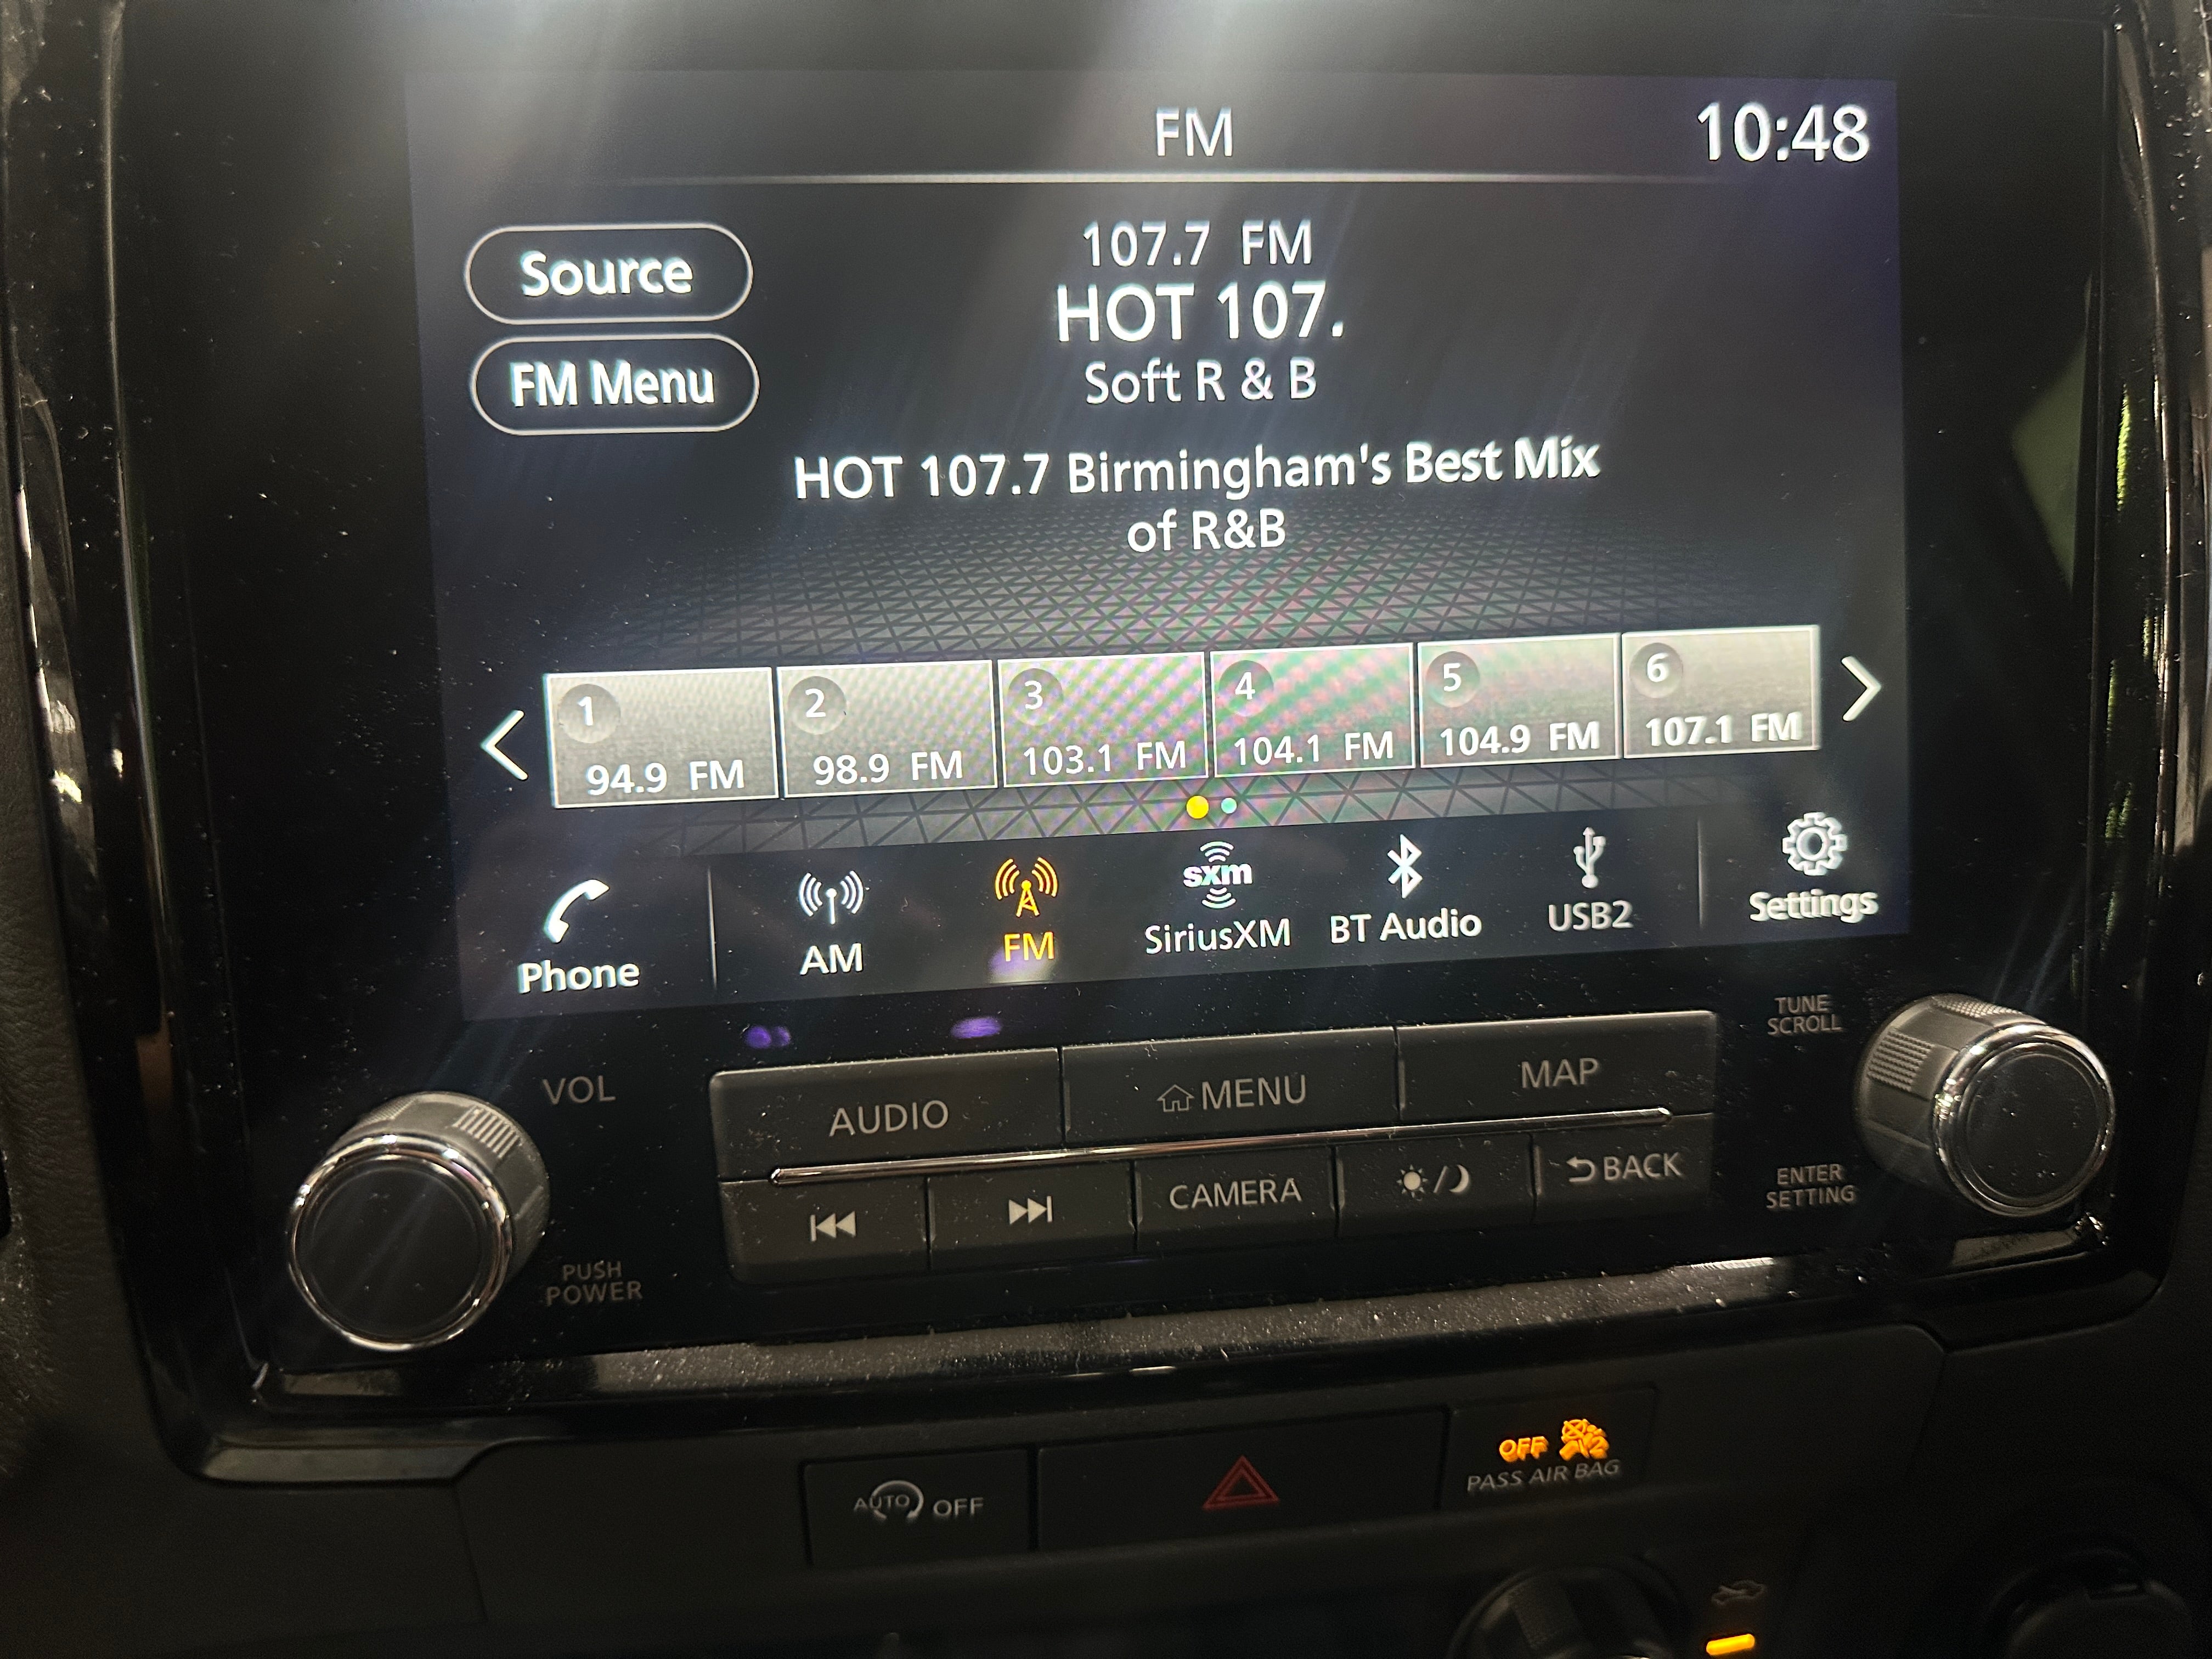 FM
10:48
Source
107.7 FM
HOT 107.
FM Menu
Soft R & B
HOT 107.7 Birmingham's Best Mix
of R&B
1
94.9 FM
2
98.9 FM
3
103.1 FM
4
104.1 FM
5
104.9 FM
6
107.1 FM
Phone
AM
FM
sxm
SiriusXM
BT Audio
USB2
Settings
VOL
PUSH
POWER
AUDIO
MENU
MAP
CAMERA
BACK
TUNE
SCROLL
ENTER
SETTING
AUTO OFF
OFF
PASS AIR BAG